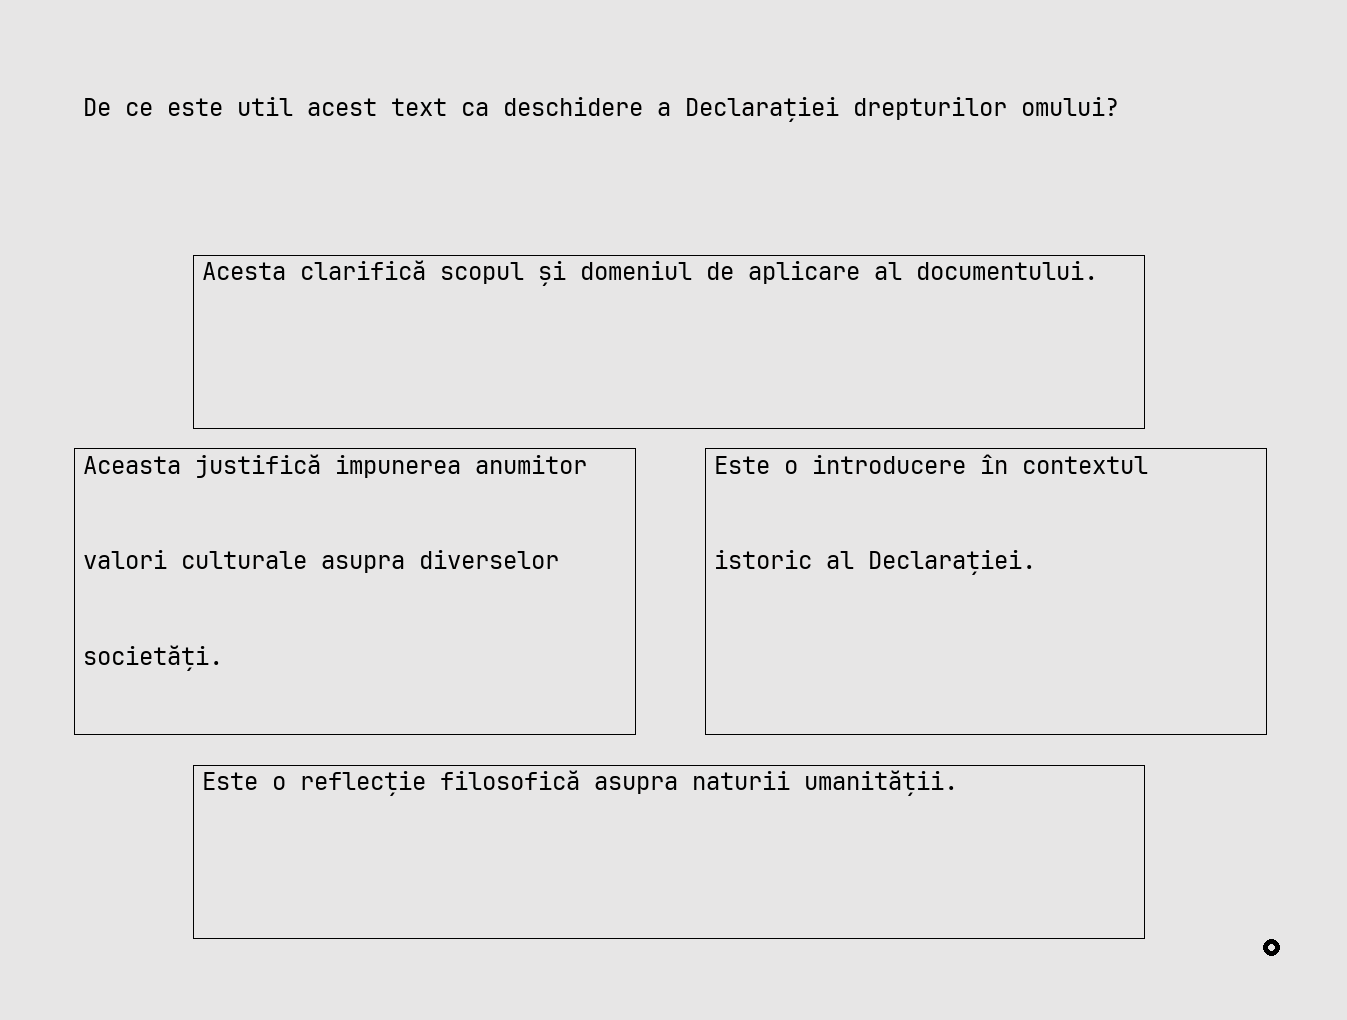 De ce este util acest text ca deschidere a Declarației drepturilor omului?
Acesta clarifică scopul și domeniul de aplicare al documentului.
Aceasta justifică impunerea anumitor
valori culturale asupra diverselor
societăți.
Este o introducere în contextul
istoric al Declarației.
Este o reflecție filosofică asupra naturii umanității.